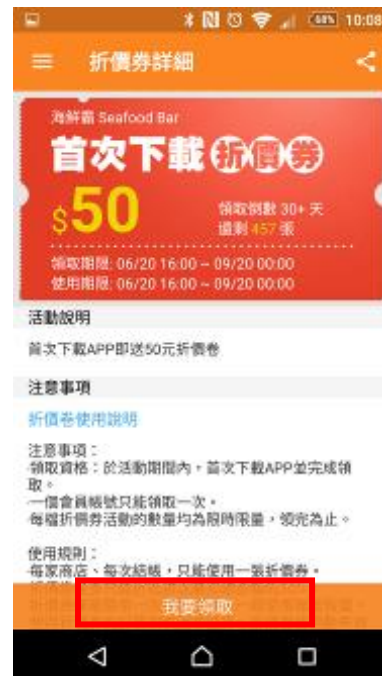 68% 10:08
折價券詳細
海鮮霸 Seafood Bar
首次下載折價券
$50
領取倒數 30+ 天
還剩 457 張
領取期限: 06/20 16:00 ~ 09/20 00:00
使用期限: 06/20 16:00 ~ 09/20 00:00
活動說明
首次下載APP即送50元折價卷
注意事項
折價卷使用說明
注意事項：
-領取資格：於活動期間內，首次下載APP並完成領
取。
-一個會員帳號只能領取一次。
-每檔折價券活動的數量均為限時限量，領完為止。
使用規則：
-每家商店、每次結帳，只能使用一張折價券。
我要領取